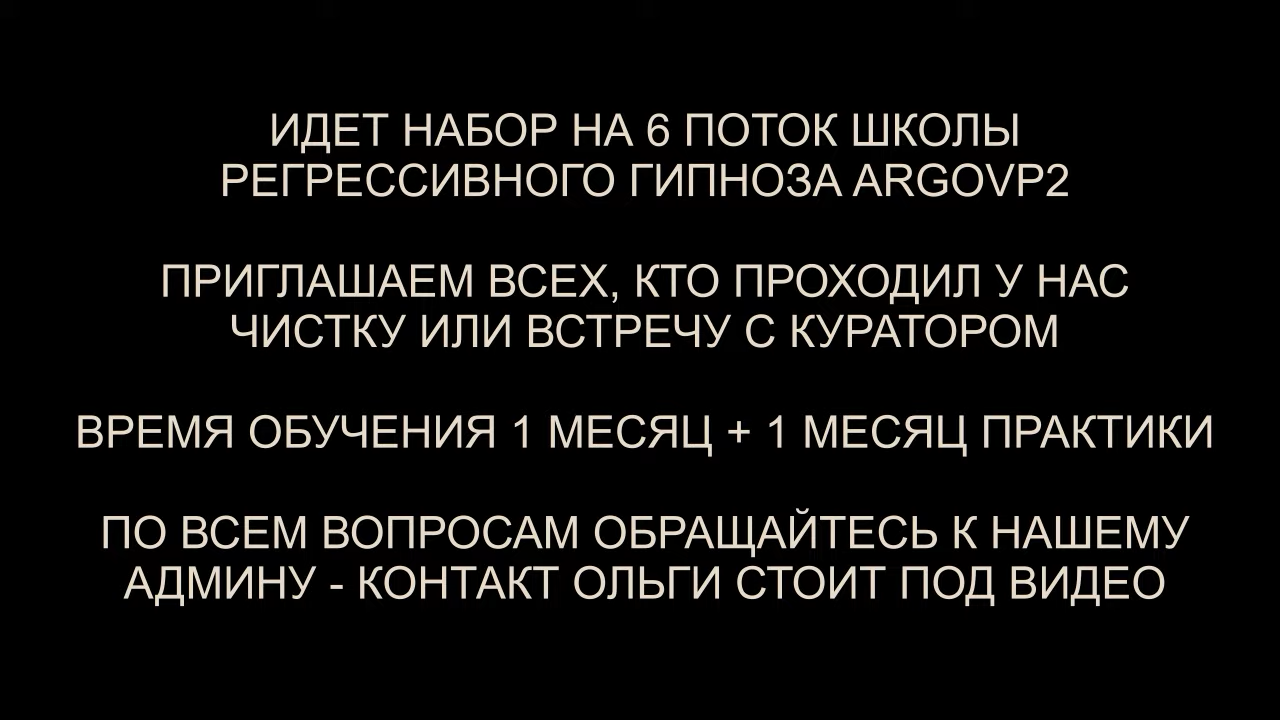 ИДЕТ НАБОР НА 6 ПОТОК ШКОЛЫ
РЕГРЕССИВНОГО ГИПНОЗА ARGOVP2
ПРИГЛАШАЕМ ВСЕХ, КТО ПРОХОДИЛ У НАС
ЧИСТКУ ИЛИ ВСТРЕЧУ С КУРАТОРОМ
ВРЕМЯ ОБУЧЕНИЯ 1 МЕСЯЦ + 1 МЕСЯЦ ПРАКТИКИ
ПО ВСЕМ ВОПРОСАМ ОБРАЩАЙТЕСЬ К НАШЕМУ
АДМИНУ - КОНТАКТ ОЛЬГИ СТОИТ ПОД ВИДЕО